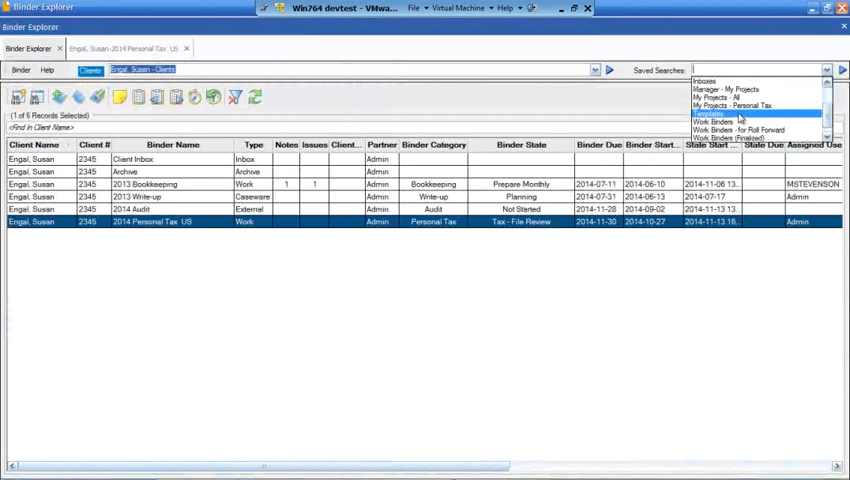 Binder Explorer
Win764 devtest - VMwa...
File
Virtual Machine
Help
Binder Explorer
Binder Explorer
Engal, Susan-2014 Personal Tax US
Binder Help Clients Engal, Susan - Clients Saved Searches:
Inboxes
Manager - My Projects
My Projects - All
My Projects - Personal Tax
Templates
Work Binders
Work Binders - for Roll Forward
Work Binders (Finalized)
(1 of 6 Records Selected)
<Find In Client Name>
Client Name Client # Binder Name Type Notes Issues Client... Partner Binder Category Binder State Binder Due Binder Start... State Start ... State Due Assigned Use
Engal, Susan 2345 Client Inbox Inbox Admin
Engal, Susan 2345 Archive Archive Admin
Engal, Susan 2345 2013 Bookkeeping Work 1 1 Admin Bookkeeping Prepare Monthly 2014-07-11 2014-06-10 2014-11-06 13... MSTEVENSON
Engal, Susan 2345 2013 Write-up Caseware Admin Write-up Planning 2014-07-31 2014-06-13 2014-07-17 Admin
Engal, Susan 2345 2014 Audit External Admin Audit Not Started 2014-11-28 2014-09-02 2014-11-13 13...
Engal, Susan 2345 2014 Personal Tax US Work Admin Personal Tax Tax - File Review 2014-11-30 2014-10-27 2014-11-13 16... Admin